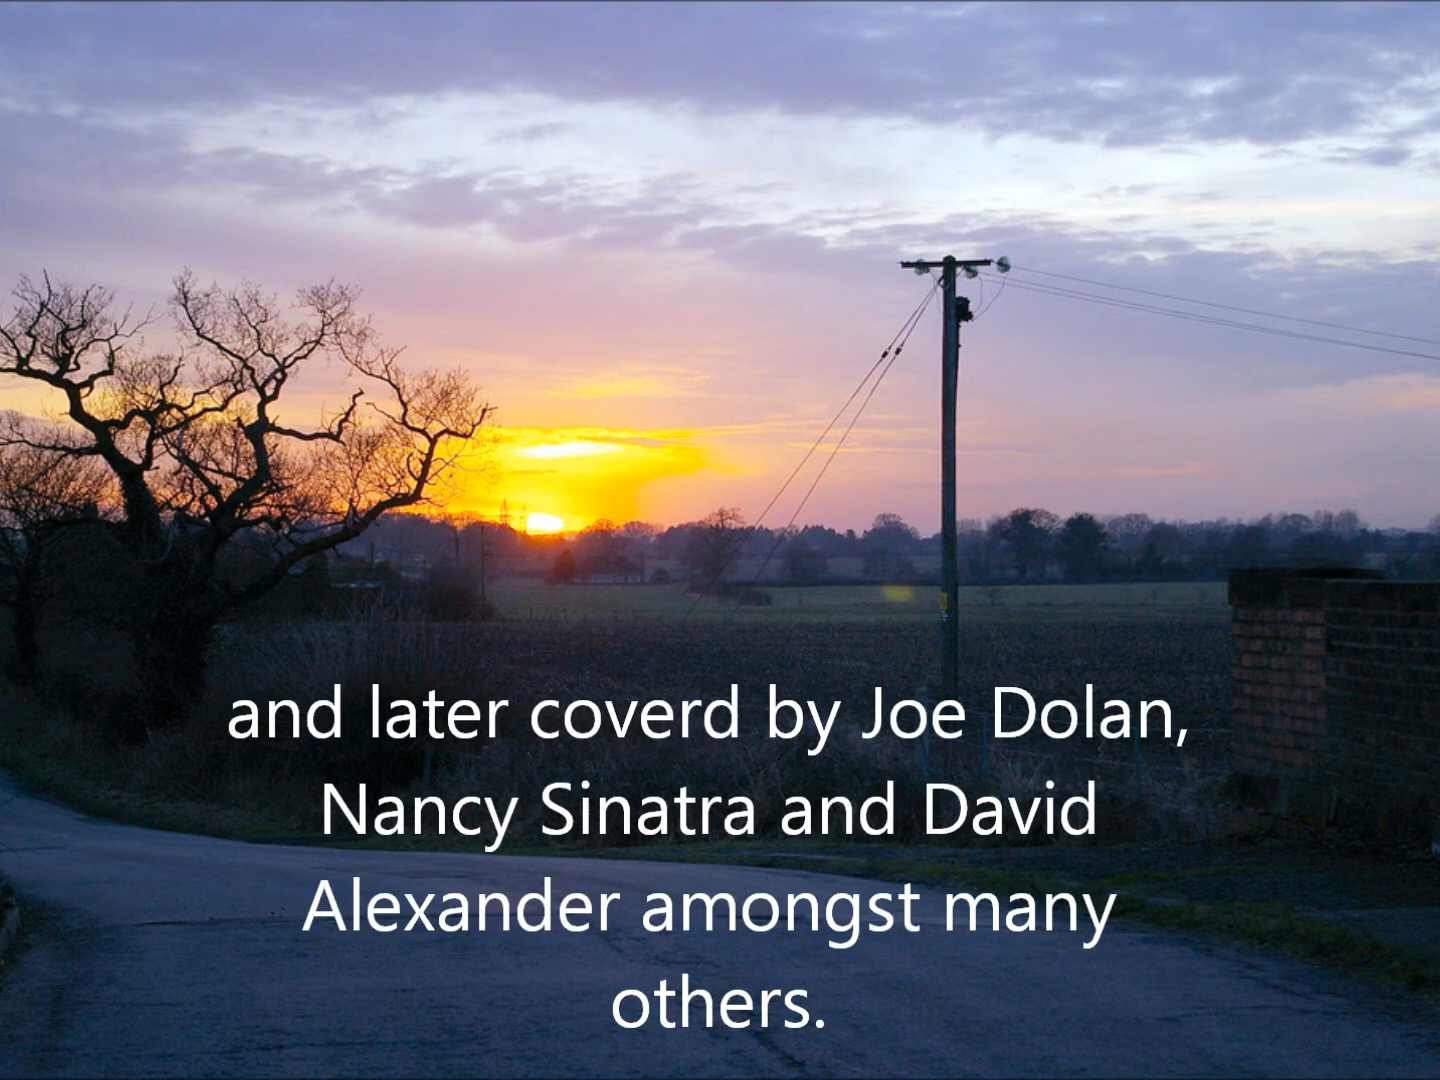 and later coverd by Joe Dolan,
Nancy Sinatra and David
Alexander amongst many
others.